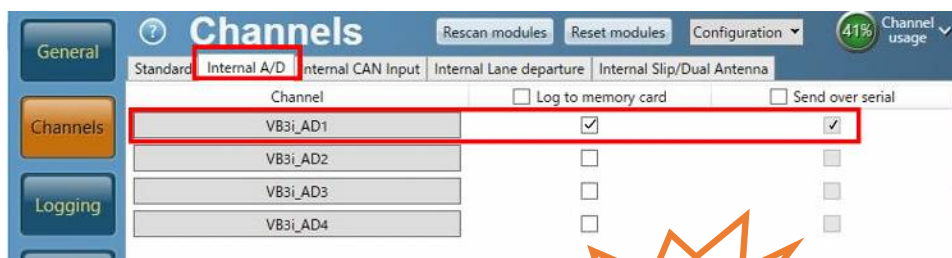 General
? Channels Rescan modules Reset modules Configuration 41% Channel usage
Standard Internal A/D Internal CAN Input Internal Lane departure Internal Slip/Dual Antenna
Channel Log to memory card Send over serial
Channels
VB3i_AD1
VB3i_AD2
VB3i_AD3
Logging
VB3i_AD4